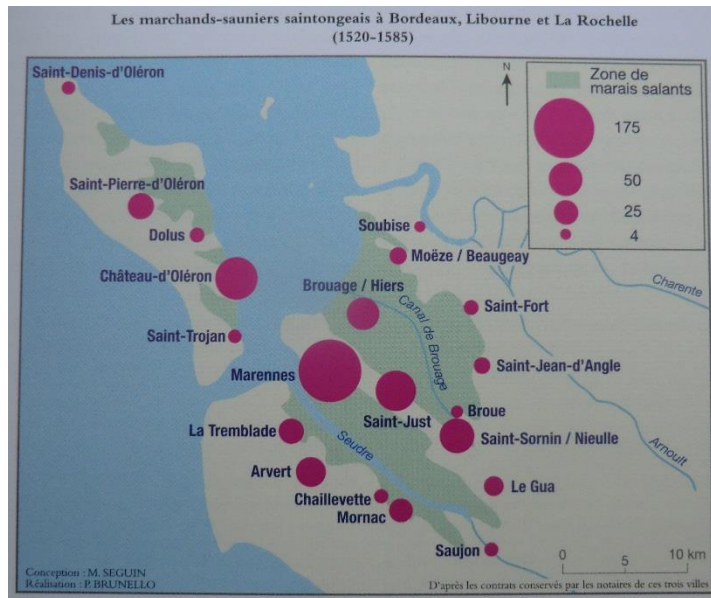 Les marchands-sauniers saintongeais à Bordeaux, Libourne et La Rochelle
(1520-1585)
Saint-Denis-d'Oléron
N
Zone de
marais salants
175
50
25
4
Saint-Pierre-d'Oléron
Dolus
Soubise
Moëze / Beaugeay
Château-d'Oléron
Brouage / Hiers
Charente
Canal de Brouage
Saint-Fort
Saint-Trojan
Marennes
Saint-Jean-d'Angle
Saint-Just
Broue
La Tremblade
Saint-Sornin / Nieulle
Seudre
Arnoult
Arvert
Le Gua
Chaillevette
Mornac
Saujon
0 5 10 km
Conception : M. SEGUIN
Réalisation : P. BRUNELLO
D'après les contrats conservés par les notaires de ces trois villes